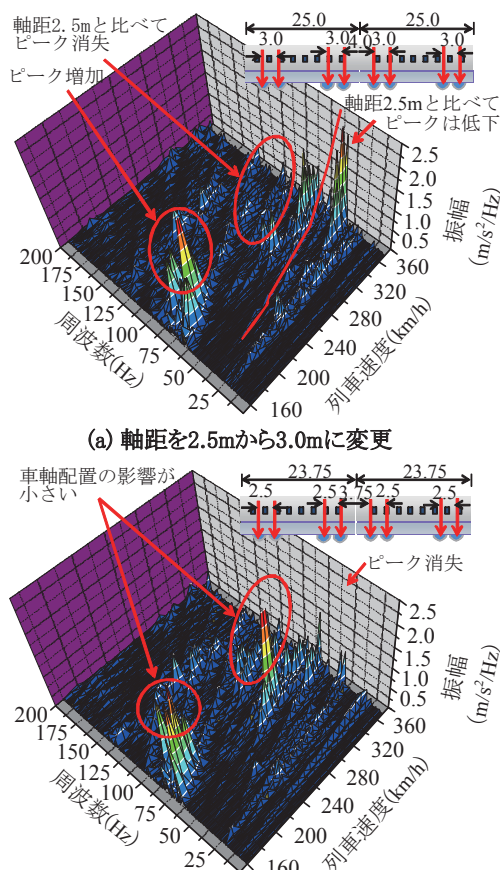 軸距2.5mと比べて
ピーク消失
ピーク増加
25.0 25.0
3.0 3.0 4.0 3.0 3.0
軸距2.5mと比べて
ピークは低下
2.5
2.0
1.5
1.0
0.5
振幅
(m/s²/Hz)
200
175
150
125
100
75
50
25
周波数(Hz)
360
320
280
240
200
160
列車速度(km/h)
(a) 軸距を2.5mから3.0mに変更
車軸配置の影響が
小さい
23.75 23.75
2.5 2.5 3.75 2.5 2.5
ピーク消失
2.5
2.0
1.5
1.0
0.5
振幅
(m/s²/Hz)
200
175
150
125
100
75
50
25
周波数(Hz)
360
320
280
240
200
160
列車速度(km/h)